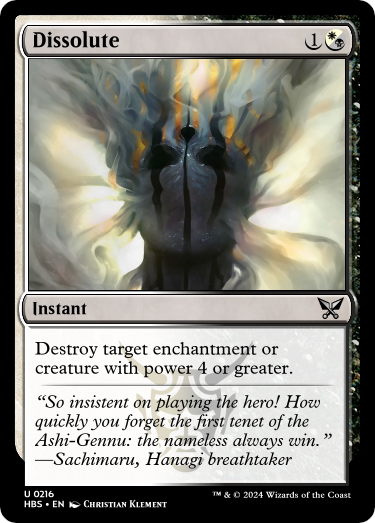 Dissolute 1
Instant
Destroy target enchantment or
creature with power 4 or greater.
“So insistent on playing the hero! How
quickly you forget the first tenet of the
Ashi-Gennu: the nameless always win.”
—Sachimaru, Hanagi breathtaker
U 0216
HBS • EN Christian Klement
™ & © 2024 Wizards of the Coast